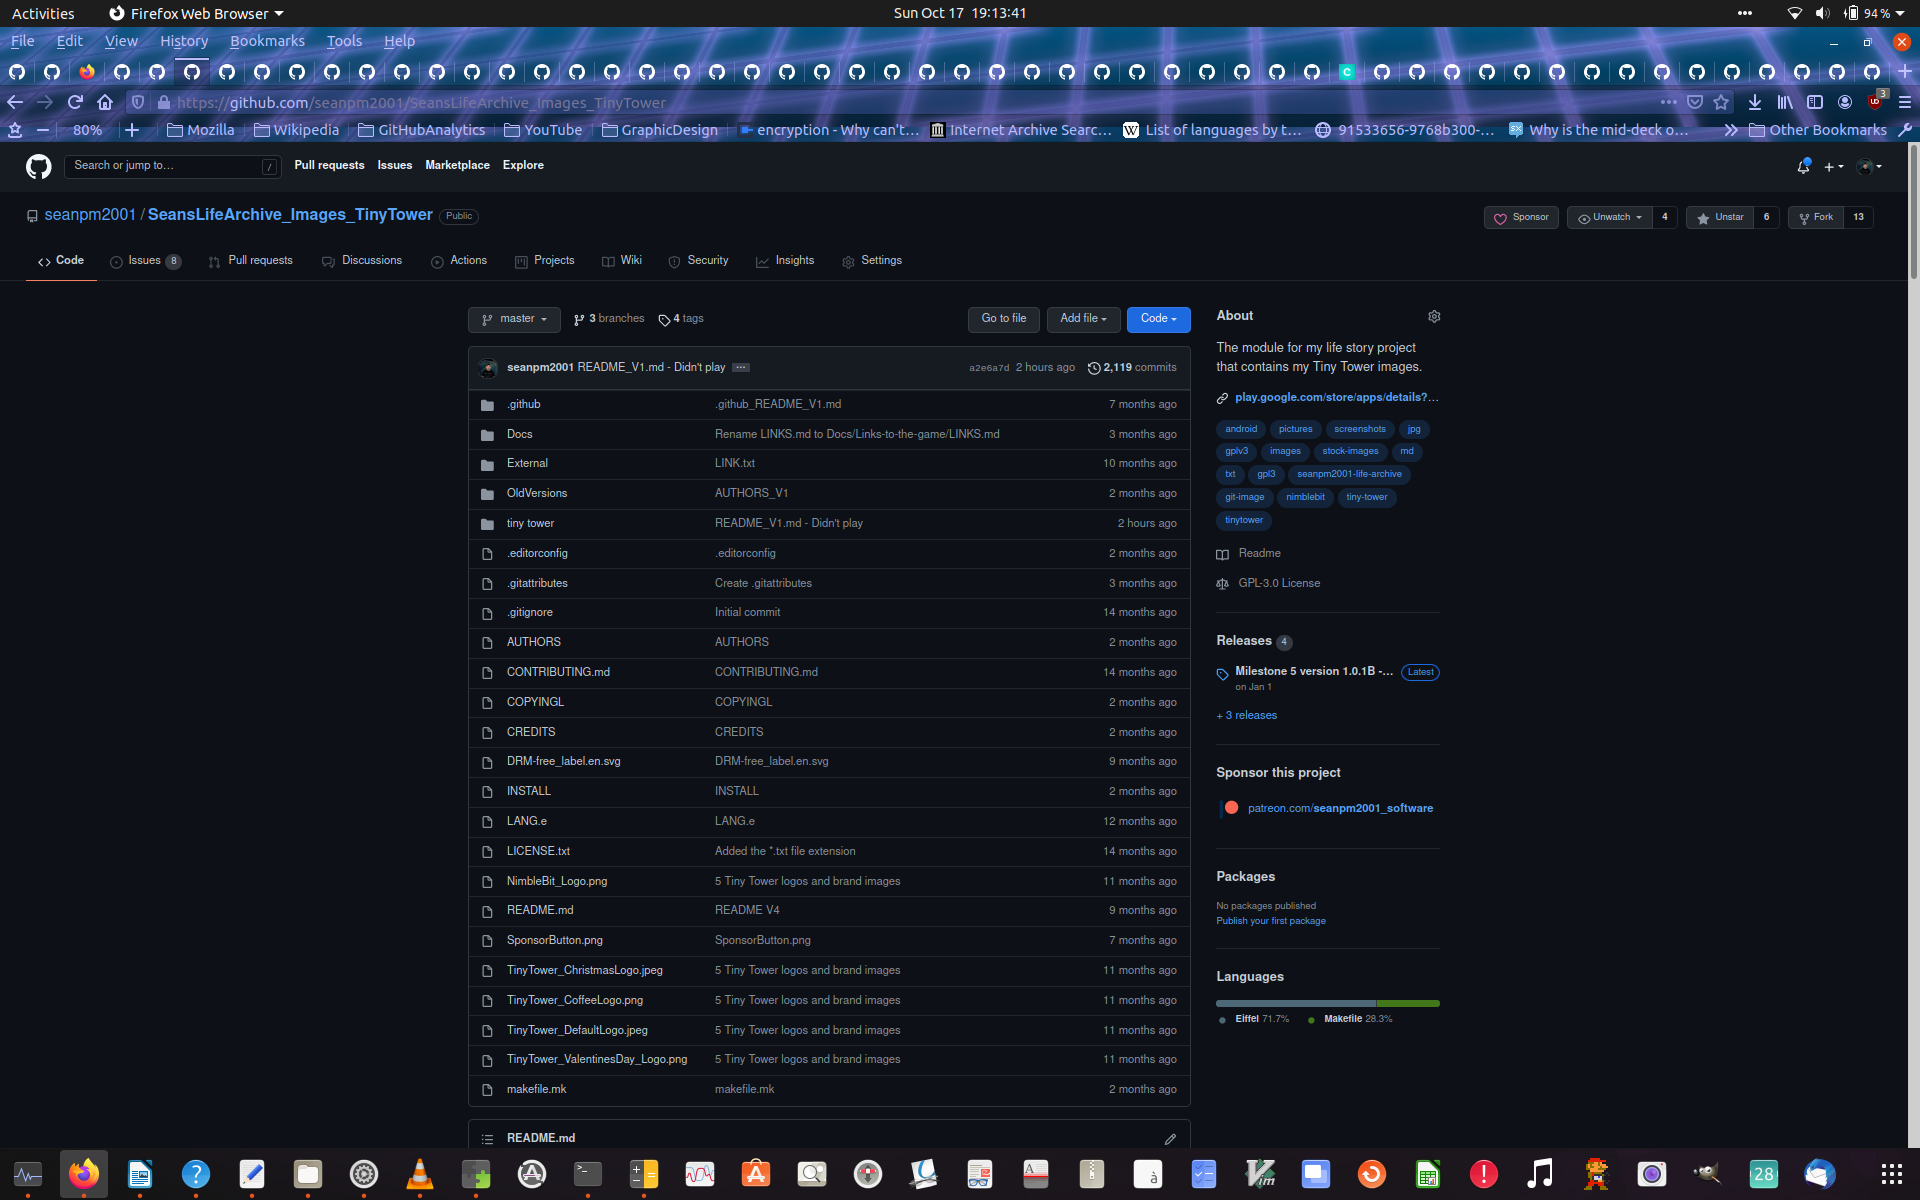 Activities Firefox Web Browser Sun Oct 17 19:13:41 94 %
File Edit View History Bookmarks Tools Help
https://github.com/seanpm2001/SeansLifeArchive_Images_TinyTower 3
80% Mozilla Wikipedia GitHubAnalytics YouTube GraphicDesign encryption - Why can't… Internet Archive Searc… W List of languages by t… 91533656-9768b300-… Why is the mid-deck o… Other Bookmarks
Search or jump to… / Pull requests Issues Marketplace Explore
seanpm2001 / SeansLifeArchive_Images_TinyTower Public Sponsor Unwatch 4 Unstar 6 Fork 13
Code Issues 8 Pull requests Discussions Actions Projects Wiki Security Insights Settings
master 3 branches 4 tags Go to file Add file Code
seanpm2001 README_V1.md - Didn't play … a2e6a7d 2 hours ago 2,119 commits
.github .github_README_V1.md 7 months ago
Docs Rename LINKS.md to Docs/Links-to-the-game/LINKS.md 3 months ago
External LINK.txt 10 months ago
OldVersions AUTHORS_V1 2 months ago
tiny tower README_V1.md - Didn't play 2 hours ago
.editorconfig .editorconfig 2 months ago
.gitattributes Create .gitattributes 3 months ago
.gitignore Initial commit 14 months ago
AUTHORS AUTHORS 2 months ago
CONTRIBUTING.md CONTRIBUTING.md 14 months ago
COPYINGL COPYINGL 2 months ago
CREDITS CREDITS 2 months ago
DRM-free_label.en.svg DRM-free_label.en.svg 9 months ago
INSTALL INSTALL 2 months ago
LANG.e LANG.e 12 months ago
LICENSE.txt Added the *.txt file extension 14 months ago
NimbleBit_Logo.png 5 Tiny Tower logos and brand images 11 months ago
README.md README V4 9 months ago
SponsorButton.png SponsorButton.png 7 months ago
TinyTower_ChristmasLogo.jpeg 5 Tiny Tower logos and brand images 11 months ago
TinyTower_CoffeeLogo.png 5 Tiny Tower logos and brand images 11 months ago
TinyTower_DefaultLogo.jpeg 5 Tiny Tower logos and brand images 11 months ago
TinyTower_ValentinesDay_Logo.png 5 Tiny Tower logos and brand images 11 months ago
makefile.mk makefile.mk 2 months ago
README.md
About
The module for my life story project
that contains my Tiny Tower images.
play.google.com/store/apps/details?…
android pictures screenshots jpg
gplv3 images stock-images md
txt gpl3 seanpm2001-life-archive
git-image nimblebit tiny-tower
tinytower
Readme
GPL-3.0 License
Releases 4
Milestone 5 version 1.0.1B -… Latest
on Jan 1
+ 3 releases
Sponsor this project
patreon.com/seanpm2001_software
Packages
No packages published
Publish your first package
Languages
Eiffel 71.7% Makefile 28.3%
28